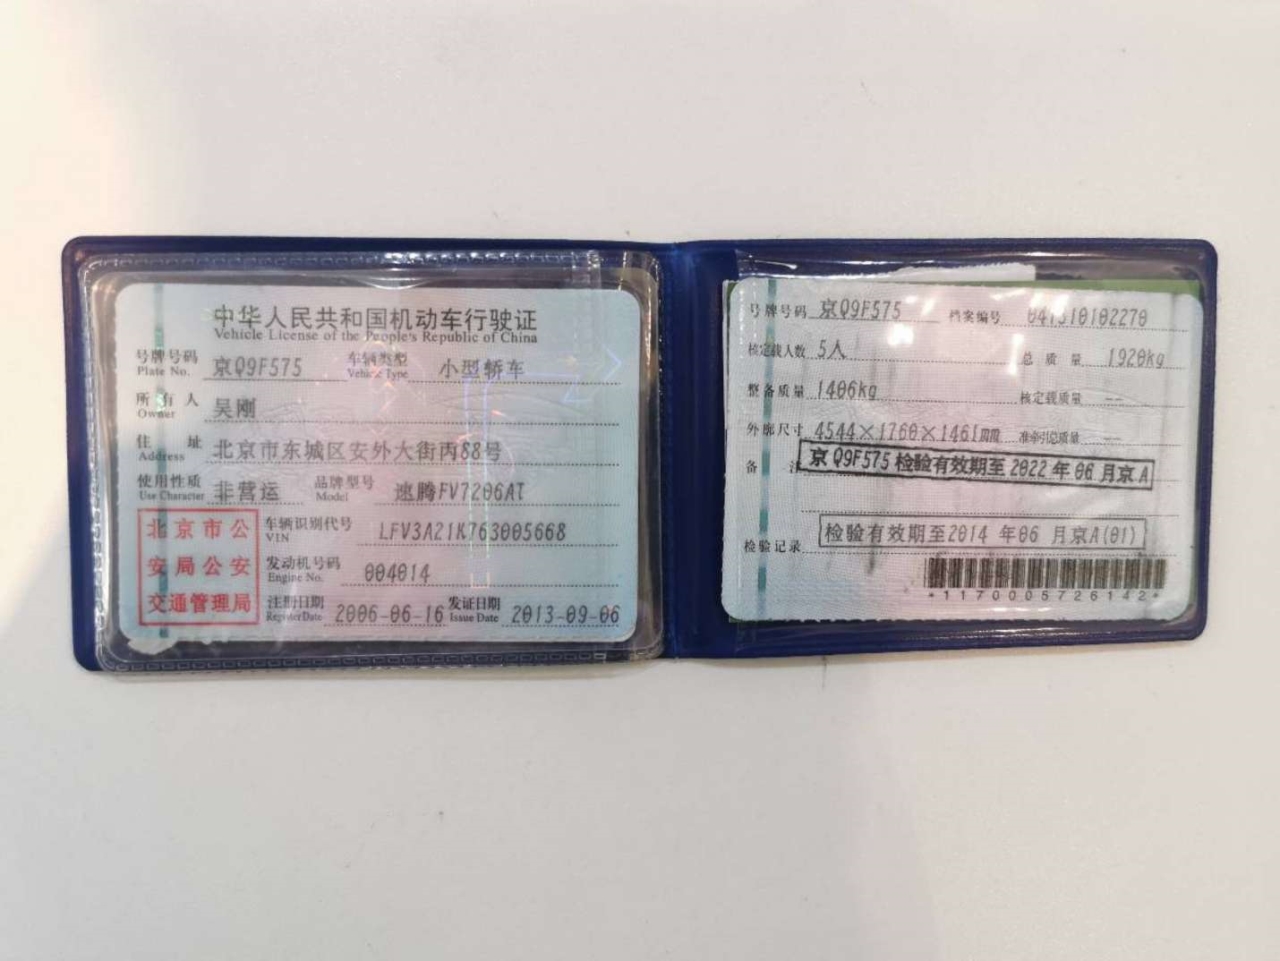 中华人民共和国机动车行驶证
Vehicle License of the People's Republic of China
号牌号码 京Q9F575 车辆类型 小型轿车
Plate No. Vehicle Type
所有人 吴刚
Owner
住址 北京市东城区安外大街丙88号
Address
使用性质 非营运 品牌型号 速腾FV7206AT
Use Character Model
北京市公
安局公安
交通管理局
车辆识别代号 LFV3A21K763005668
VIN
发动机号码 004014
Engine No.
注册日期 2006-06-16 发证日期 2013-09-06
Register Date Issue Date
号牌号码 京Q9F575 档案编号
核定载人数 5人 总质量 1920kg
整备质量 1406kg 核定载质量 --
外廓尺寸 4544×1760×1461 准牵引总质量 --
备注 京Q9F575 检验有效期至 2022 年 06 月京 A
检验记录 检验有效期至2014 年06 月京A(01)
*1170005726142*